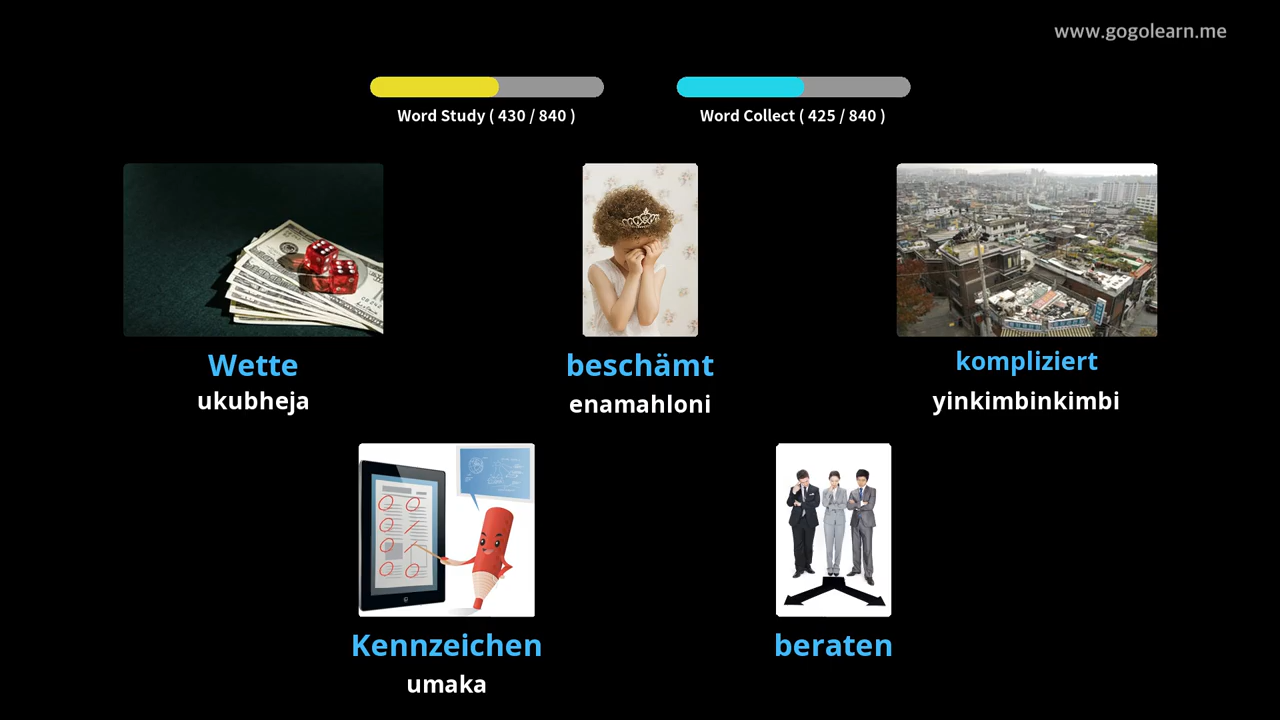 www.gogolearn.me
Word Study ( 430 / 840 )
Word Collect ( 425 / 840 )
Wette
ukubheja
beschämt
enamahloni
kompliziert
yinkimbinkimbi
Kennzeichen
umaka
beraten